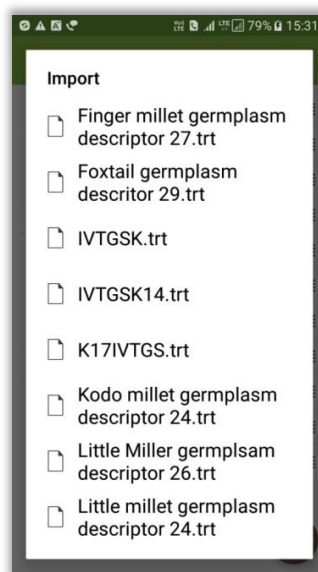 79% 15:31
Import
Finger millet germplasm
descriptor 27.trt
Foxtail germplasm
descritor 29.trt
IVTGSK.trt
IVTGSK14.trt
K17IVTGS.trt
Kodo millet germplasm
descriptor 24.trt
Little Miller germplsam
descriptor 26.trt
Little millet germplasm
descriptor 24.trt